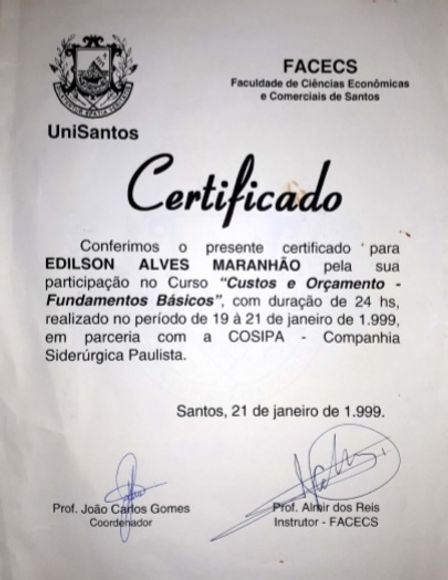 FACECS
Faculdade de Ciências Econômicas
e Comerciais de Santos
UniSantos
Certificado
Conferimos o presente certificado para
EDILSON ALVES MARANHÃO pela sua
participação no Curso "Custos e Orçamento -
Fundamentos Básicos", com duração de 24 hs,
realizado no período de 19 à 21 de janeiro de 1.999,
em parceria com a COSIPA - Companhia
Siderúrgica Paulista.
Santos, 21 de janeiro de 1.999.
Prof. João Carlos Gomes
Coordenador
Prof. Almir dos Reis
Instrutor - FACECS